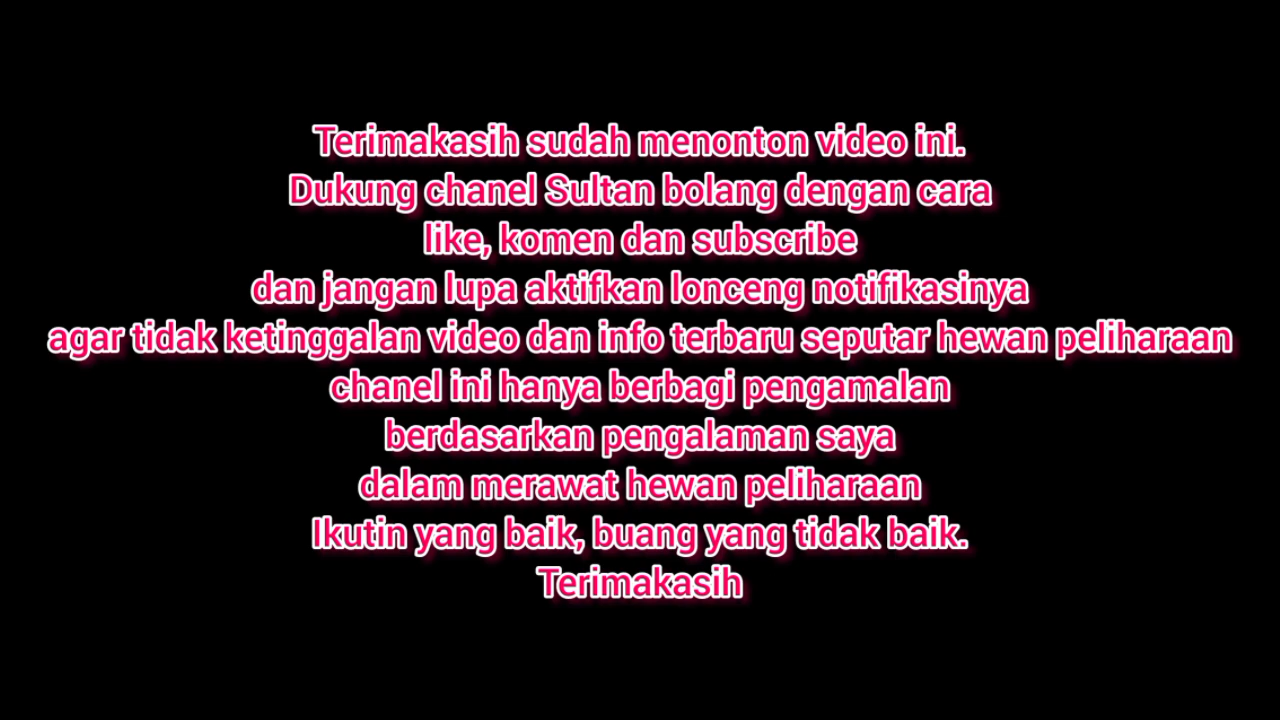 Terimakasih sudah menonton video ini.
Dukung chanel Sultan bolang dengan cara
like, komen dan subscribe
dan jangan lupa aktifkan lonceng notifikasinya
agar tidak ketinggalan video dan info terbaru seputar hewan peliharaan
chanel ini hanya berbagi pengamalan
berdasarkan pengalaman saya
dalam merawat hewan peliharaan
Ikutin yang baik, buang yang tidak baik.
Terimakasih